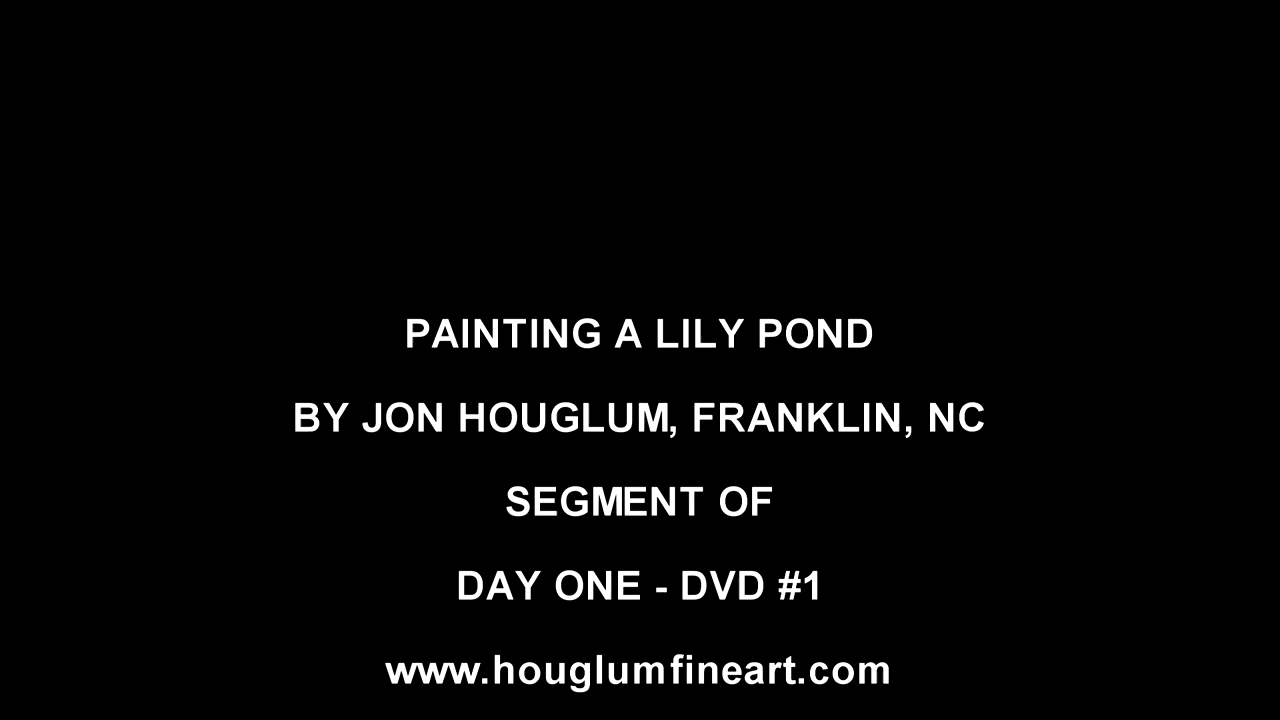 PAINTING A LILY POND
BY JON HOUGLUM, FRANKLIN, NC
SEGMENT OF
DAY ONE - DVD #1
www.houglumfineart.com